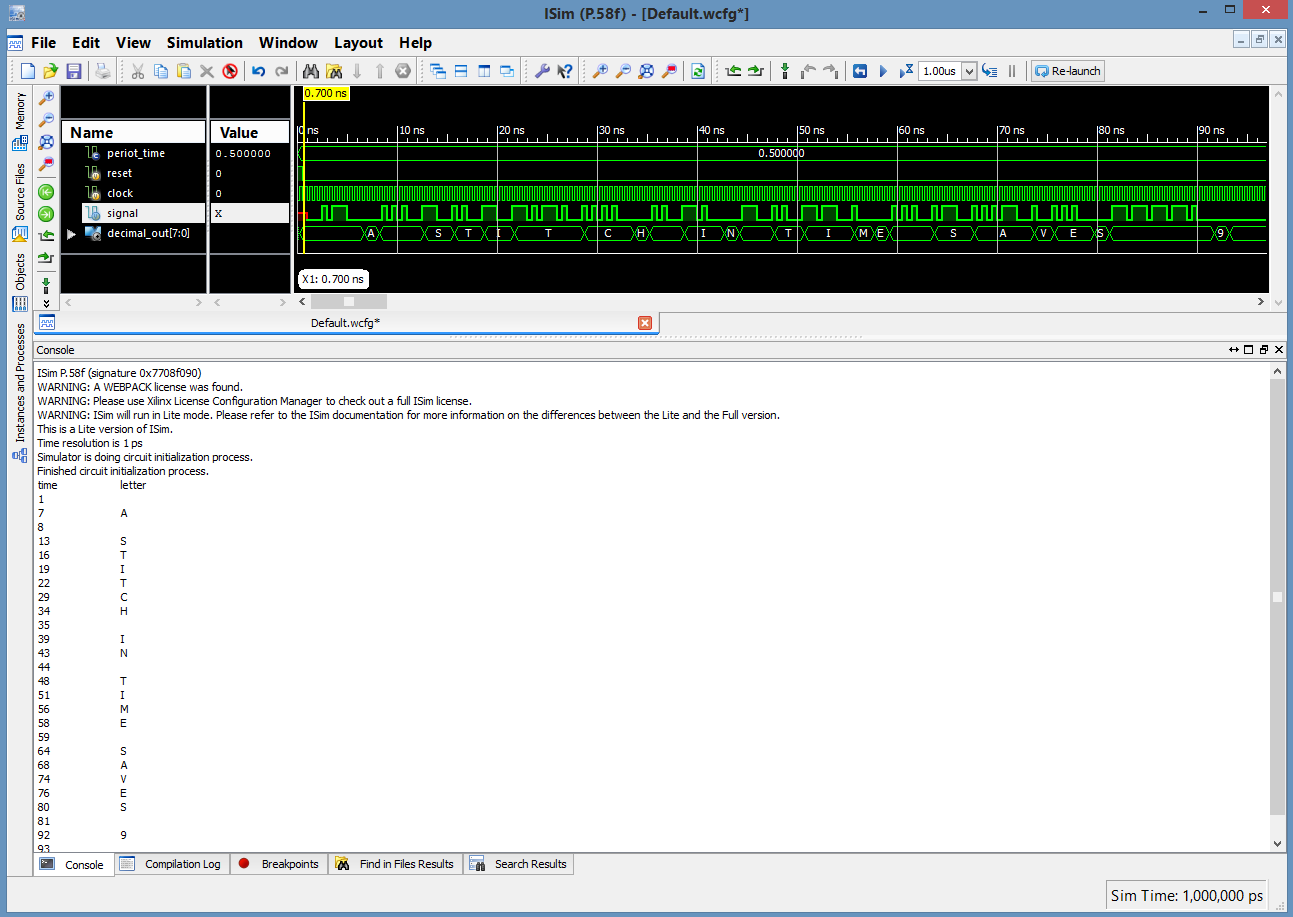 ISim (P.58f) - [Default.wcfg*]
File Edit View Simulation Window Layout Help
1.00us Re-launch
Memory
Source Files
Objects
Instances and Processes
0.700 ns
Name Value
0 ns 10 ns 20 ns 30 ns 40 ns 50 ns 60 ns 70 ns 80 ns 90 ns
periot_time 0.500000 0.500000
reset 0
clock 0
signal X
decimal_out[7:0] A S T I T C H I N T I M E S A V E S 9
X1: 0.700 ns
Default.wcfg*
Console
ISim P.58f (signature 0x7708f090)
WARNING: A WEBPACK license was found.
WARNING: Please use Xilinx License Configuration Manager to check out a full ISim license.
WARNING: ISim will run in Lite mode. Please refer to the ISim documentation for more information on the differences between the Lite and the Full version.
This is a Lite version of ISim.
Time resolution is 1 ps
Simulator is doing circuit initialization process.
Finished circuit initialization process.
time letter
1
7 A
8
13 S
16 T
19 I
22 T
29 C
34 H
35
39 I
43 N
44
48 T
51 I
56 M
58 E
59
64 S
68 A
74 V
76 E
80 S
81
92 9
93
Console Compilation Log Breakpoints Find in Files Results Search Results
Sim Time: 1,000,000 ps